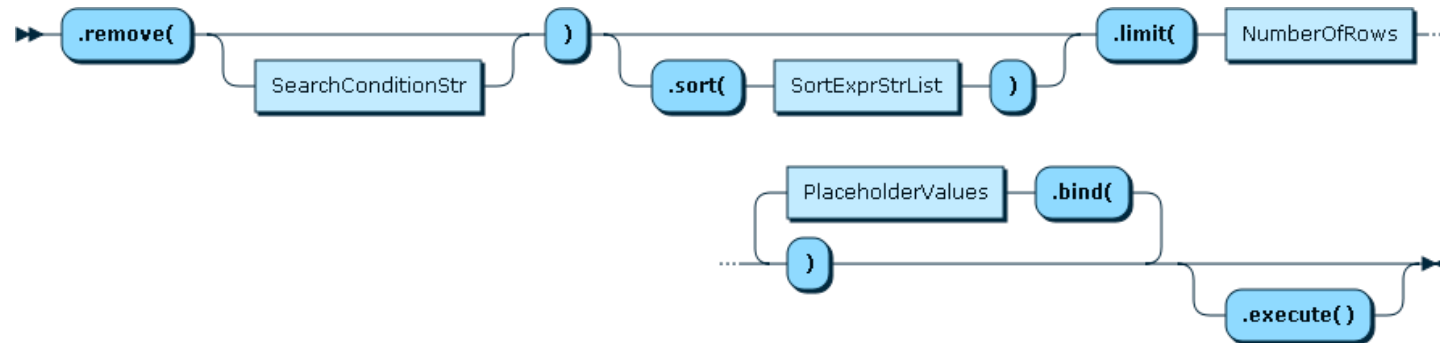 .remove( ) .limit( NumberOfRows
SearchConditionStr .sort( SortExprStrList )
PlaceholderValues .bind(
)
.execute()